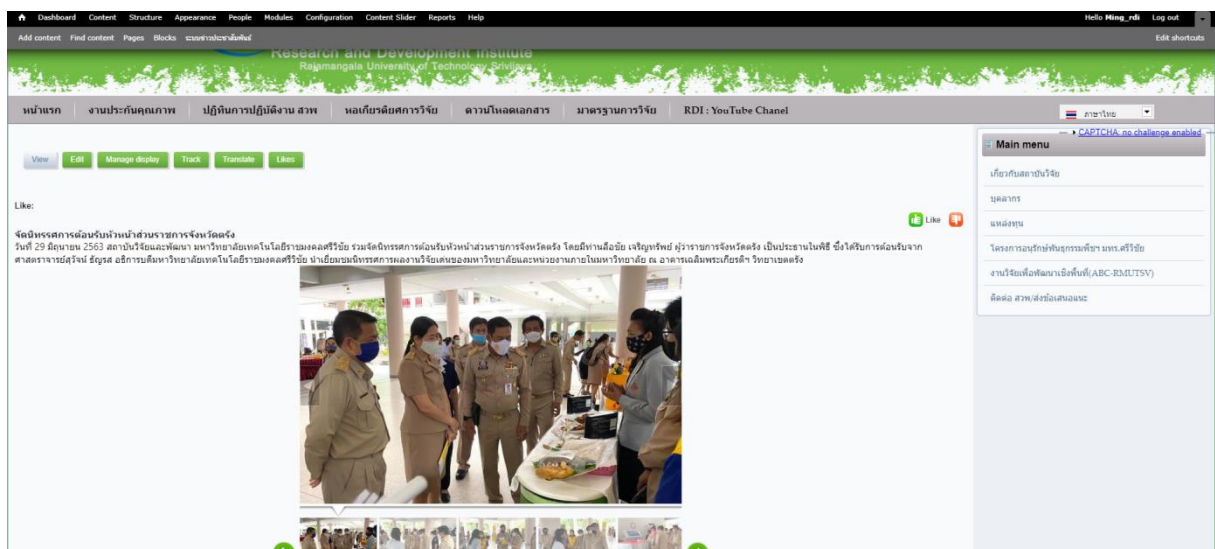 Dashboard Content Structure Appearance People Modules Configuration Content Slider Reports Help
Hello Ming_rdi Log out
Add content Find content Pages Blocks ระบบข่าวประชาสัมพันธ์
Edit shortcuts
Research and Development Institute
Rajamangala University of Technology Srivijaya
หน้าแรก งานประกันคุณภาพ ปฏิทินการปฏิบัติงาน สวพ หอเกียรติยศการวิจัย ดาวน์โหลดเอกสาร มาตรฐานการวิจัย RDI : YouTube Chanel
ภาษาไทย
CAPTCHA: no challenge enabled
View Edit Manage display Track Translate Likes
Main menu
เกี่ยวกับสถาบันวิจัย
บุคลากร
แหล่งทุน
โครงการอนุรักษ์พันธุกรรมพืชฯ มทร.ศรีวิชัย
งานวิจัยเพื่อพัฒนาเชิงพื้นที่(ABC-RMUTSV)
ติดต่อ สวพ/ส่งข้อเสนอแนะ
Like:
Like
จัดนิทรรศการต้อนรับหัวหน้าส่วนราชการจังหวัดตรัง
วันที่ 29 มิถุนายน 2563 สถาบันวิจัยและพัฒนา มหาวิทยาลัยเทคโนโลยีราชมงคลศรีวิชัย ร่วมจัดนิทรรศการต้อนรับหัวหน้าส่วนราชการจังหวัดตรัง โดยมีท่านลือชัย เจริญทรัพย์ ผู้ว่าราชการจังหวัดตรัง เป็นประธานในพิธี ซึ่งได้รับการต้อนรับจาก
ศาสตราจารย์สุวัจน์ ธัญรส อธิการบดีมหาวิทยาลัยเทคโนโลยีราชมงคลศรีวิชัย นำเยี่ยมชมนิทรรศการผลงานวิจัยเด่นของมหาวิทยาลัยและหน่วยงานภายในมหาวิทยาลัย ณ อาคารเฉลิมพระเกียรติฯ วิทยาเขตตรัง